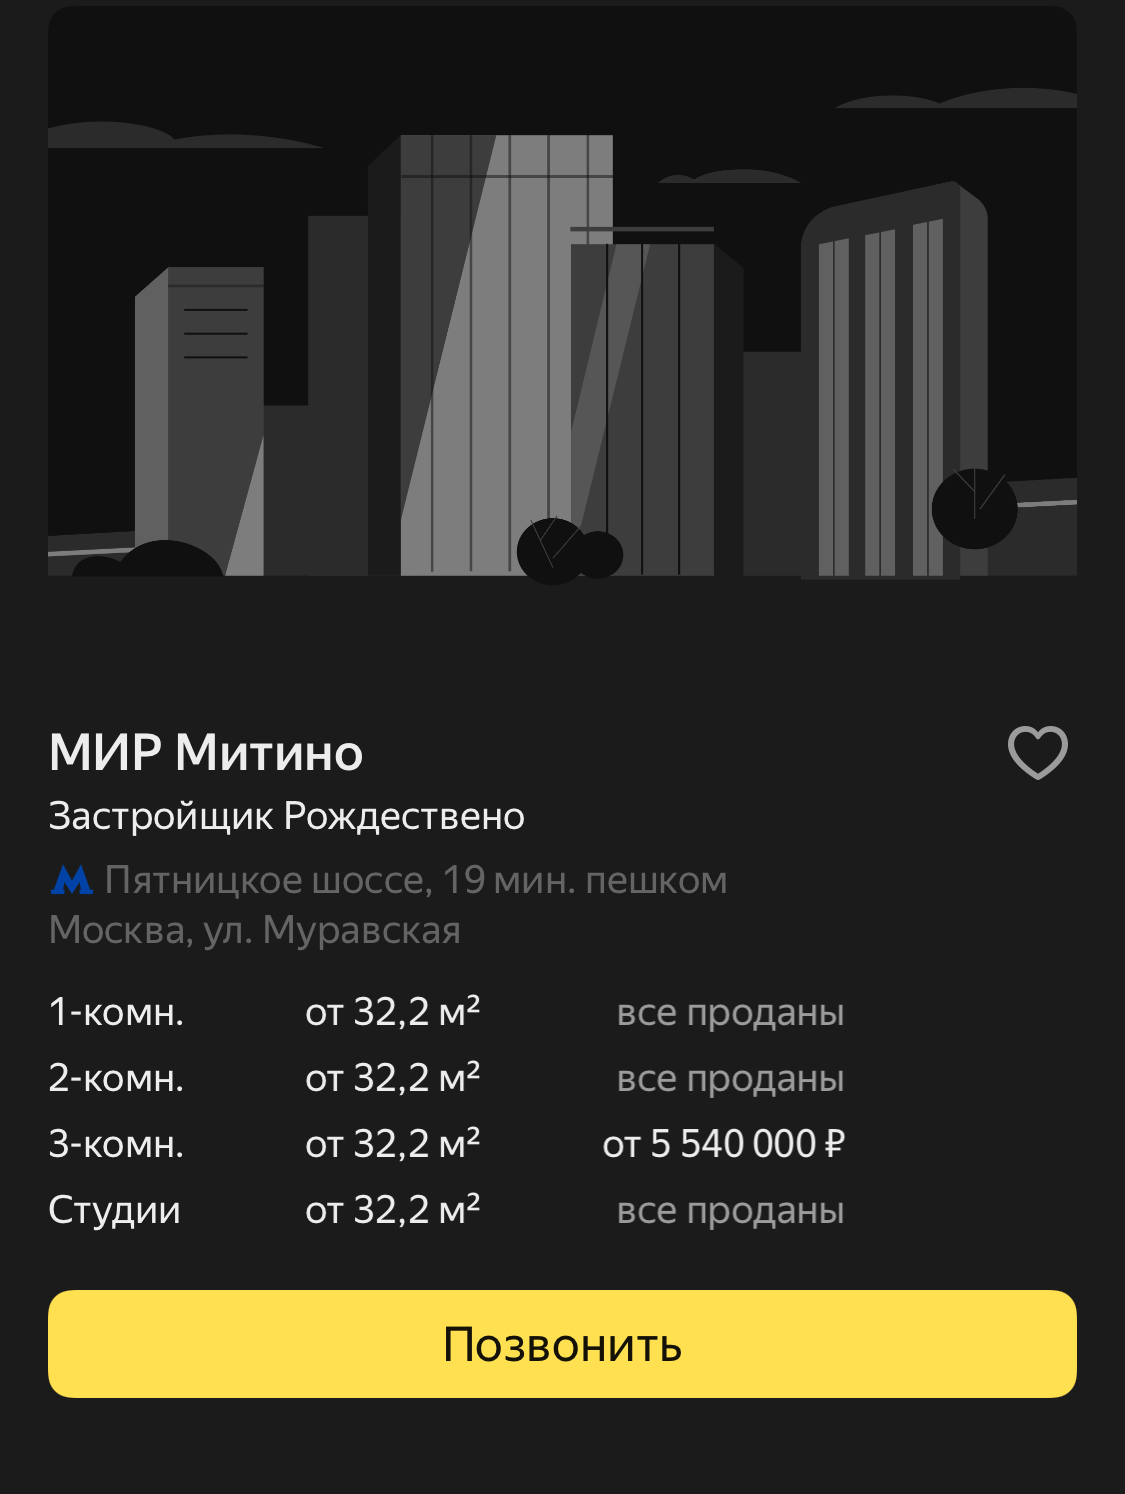 МИР Митино
Застройщик Рождествено
Пятницкое шоссе, 19 мин. пешком
Москва, ул. Муравская
1-комн. от 32,2 м² все проданы
2-комн. от 32,2 м² все проданы
3-комн. от 32,2 м² от 5 540 000 ₽
Студии от 32,2 м² все проданы
Позвонить